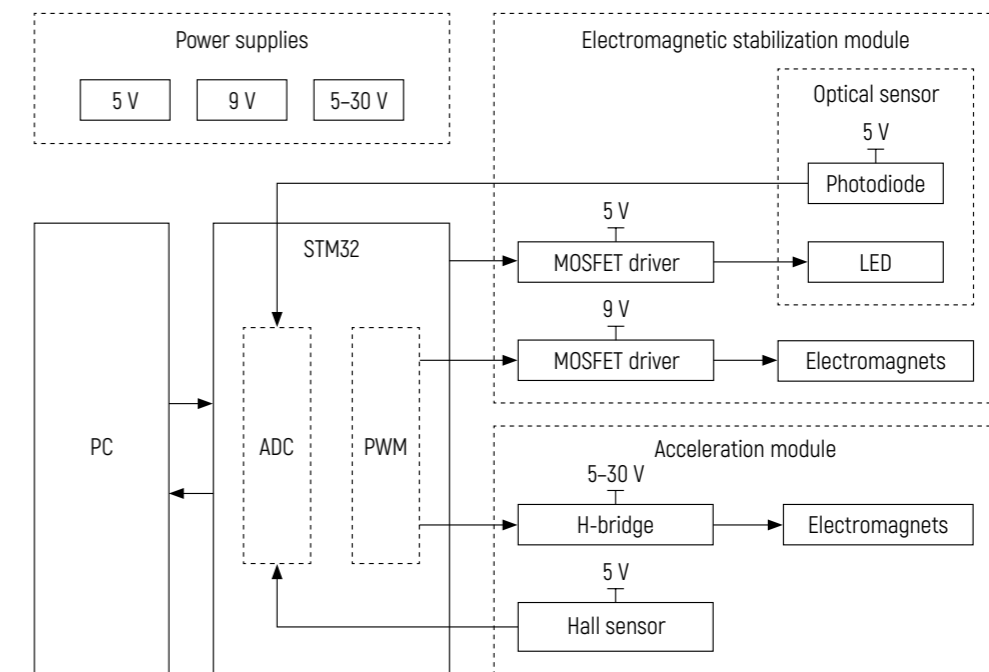 Power supplies
5 V
9 V
5–30 V
Electromagnetic stabilization module
Optical sensor
5 V
Photodiode
5 V
MOSFET driver
LED
9 V
MOSFET driver
Electromagnets
PC
STM32
ADC
PWM
Acceleration module
5–30 V
H-bridge
Electromagnets
5 V
Hall sensor